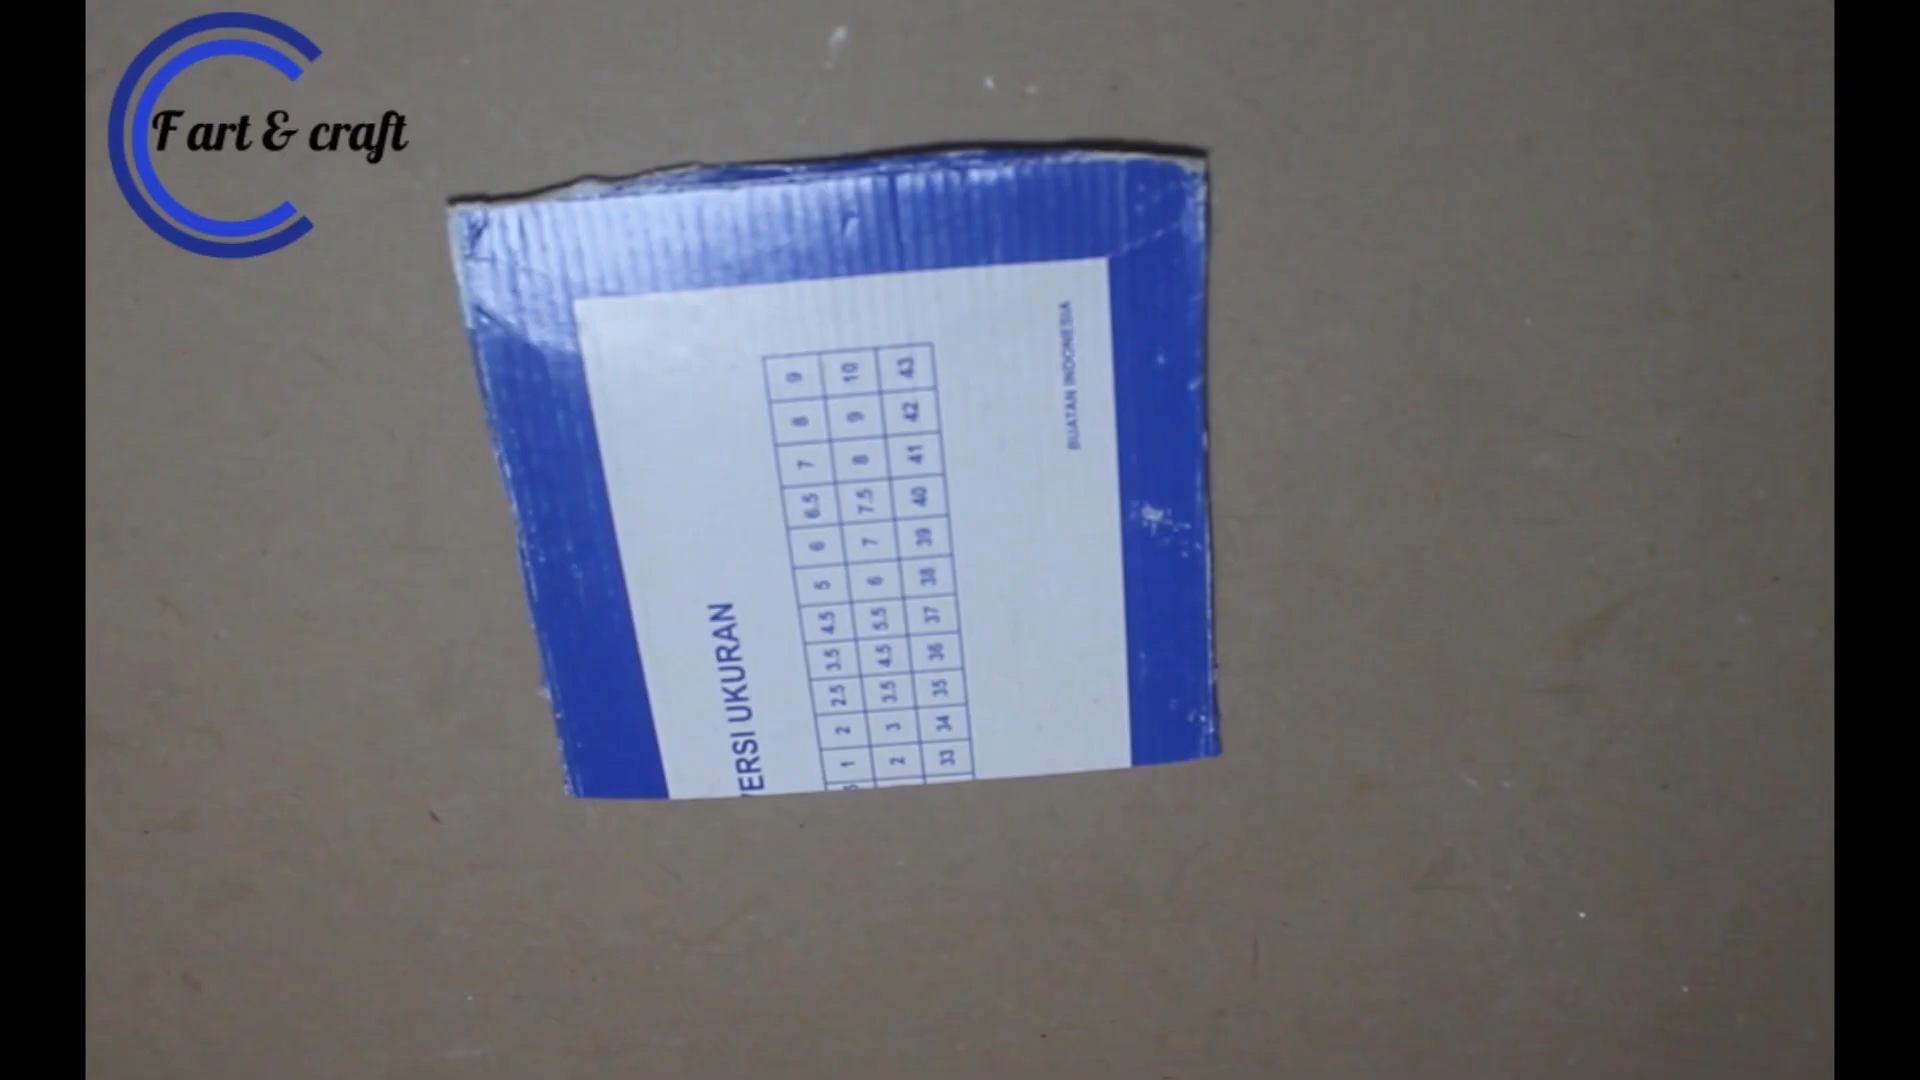 F art & craft
ERSI UKURAN
1 2 2.5 3.5 4.5 5 6 6.5 7 8 9
2 3 3.5 4.5 5.5 6 7 7.5 8 9 10
33 34 35 36 37 38 39 40 41 42 43
BUATAN INDONESIA